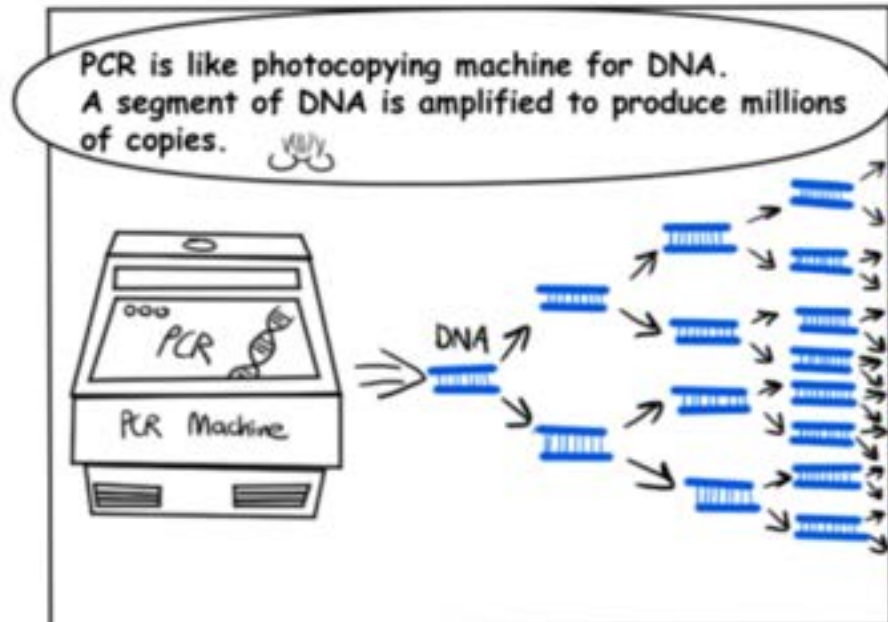 PCR is like photocopying machine for DNA.
A segment of DNA is amplified to produce millions
of copies.
DNA
PCR
PCR Machine